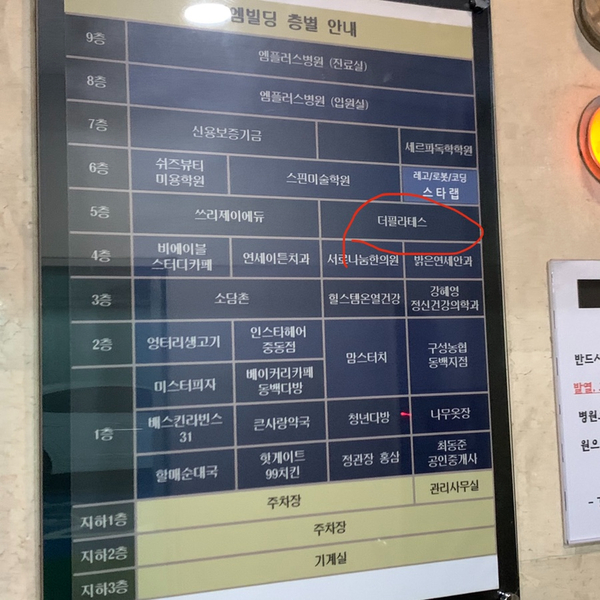 엠빌딩 층별 안내
9층 엠플러스병원 (진료실)
8층 엠플러스병원 (입원실)
7층 신용보증기금 세르파독학학원
6층 쉬즈뷰티 미용학원 스핀미술학원 레고/로봇/코딩 스타랩
5층 쓰리제이에듀 더필라테스
4층 비에이블 스터디카페 연세이튼치과 서로나눔한의원 밝은연세안과
3층 소담촌 힐스템온열건강 강혜영 정신건강의학과
2층 엉터리생고기 인스타헤어 중동점 맘스터치 구성농협 동백지점
미스터피자 베이커리카페 동백다방
1층 베스킨라빈스 31 큰사랑약국 청년다방 나무옷장
할매순대국 핫게이트 99치킨 정관장 홍삼 최동준 공인중개사
주차장 관리사무실
지하1층 주차장
지하2층 기계실
지하3층
반드시
발열,
병원
원으